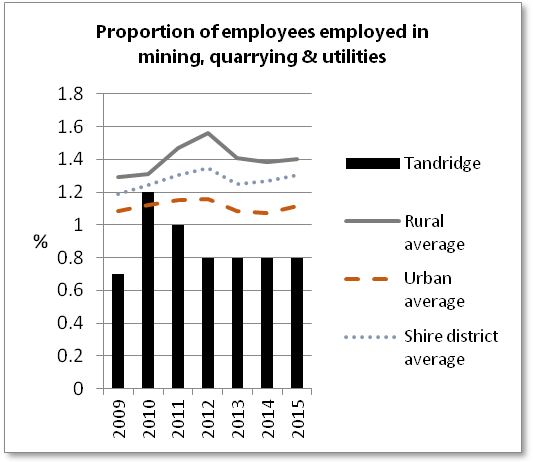 Proportion of employees employed in
mining, quarrying & utilities
1.8
1.6
1.4
1.2
1
0.8
0.6
0.4
0.2
0
%
2009
2010
2011
2012
2013
2014
2015
Tandridge
Rural
average
Urban
average
Shire district
average